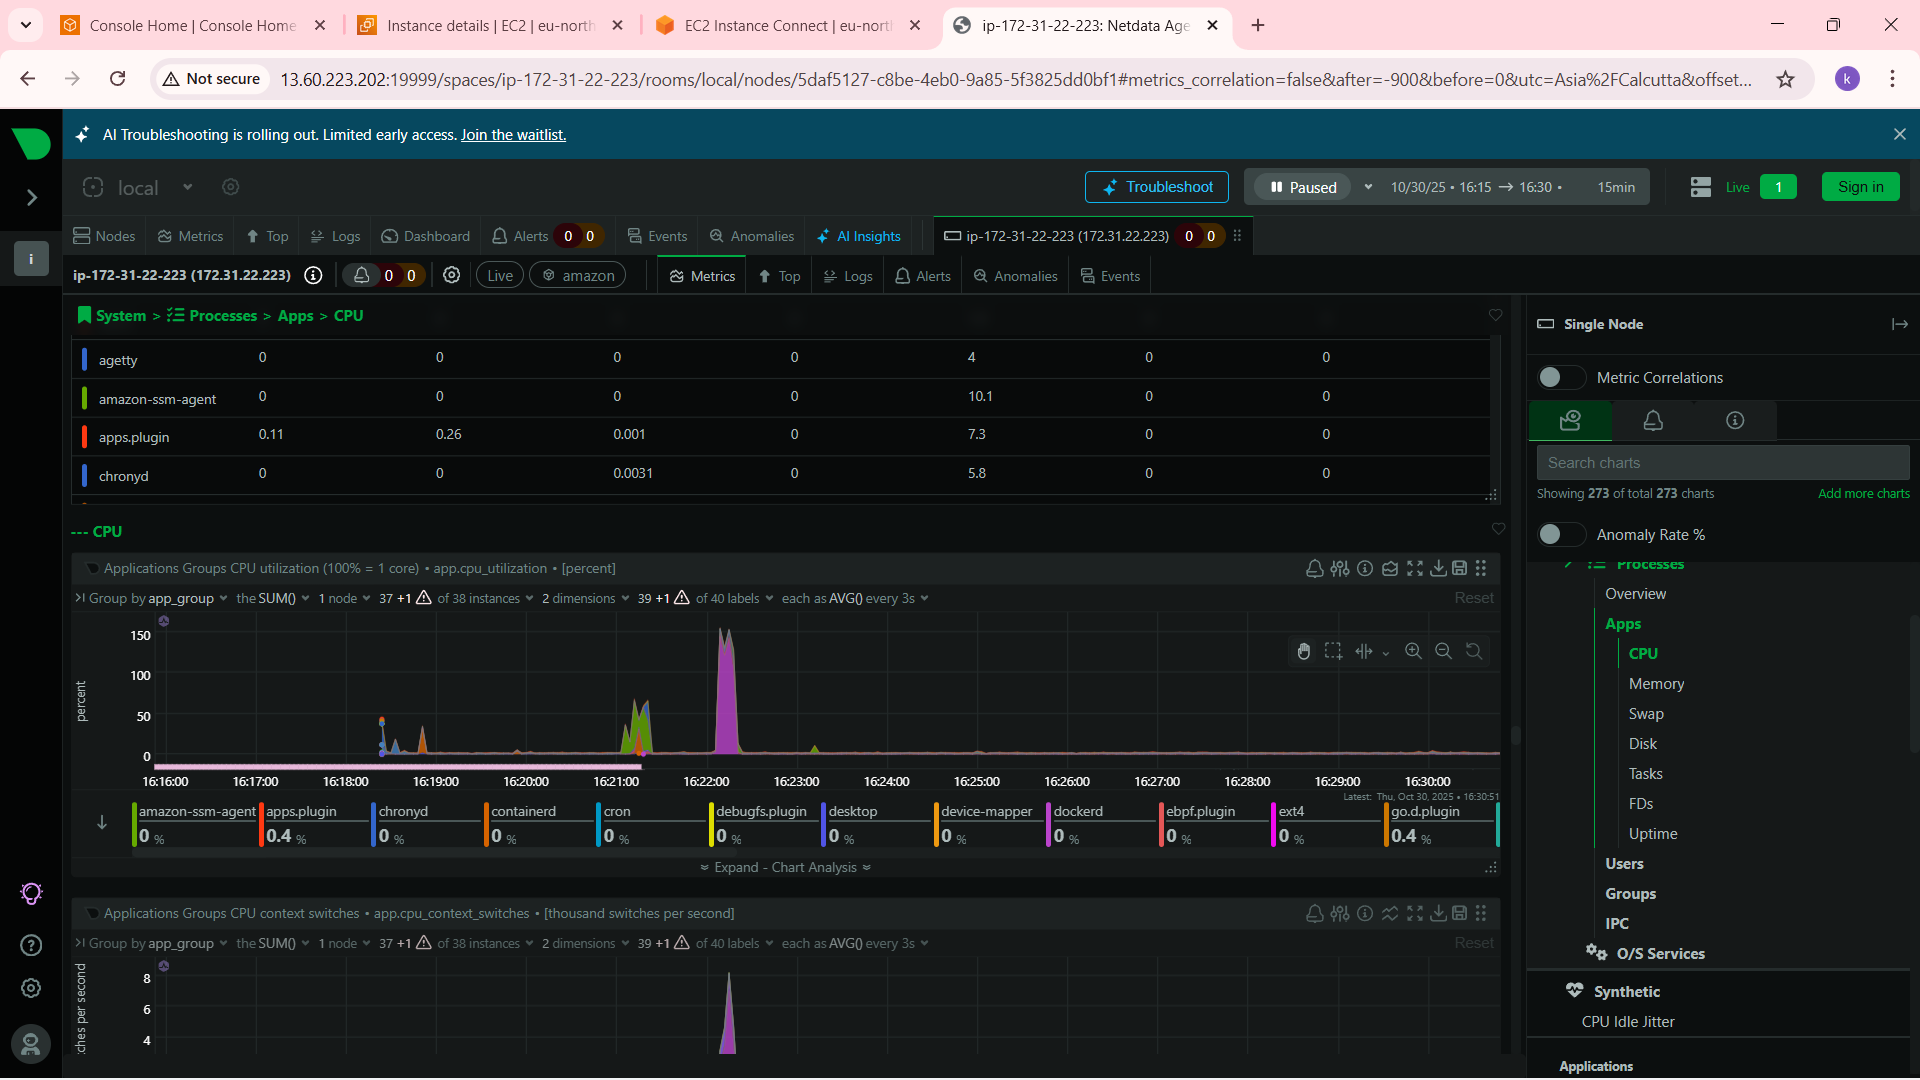 Console Home | Console Home
Instance details | EC2 | eu-north
EC2 Instance Connect | eu-north
ip-172-31-22-223: Netdata Age
Not secure
13.60.223.202:19999/spaces/ip-172-31-22-223/rooms/local/nodes/5daf5127-c8be-4eb0-9a85-5f3825dd0bf1#metrics_correlation=false&after=-900&before=0&utc=Asia%2FCalcutta&offset...
k
AI Troubleshooting is rolling out. Limited early access. Join the waitlist.
local
Troubleshoot
Paused
10/30/25 • 16:15 → 16:30 •
15min
Live
1
Sign in
Nodes
Metrics
Top
Logs
Dashboard
Alerts 0 0
Events
Anomalies
AI Insights
ip-172-31-22-223 (172.31.22.223) 0 0
i
ip-172-31-22-223 (172.31.22.223)
0 0
Live
amazon
Metrics
Top
Logs
Alerts
Anomalies
Events
System > Processes > Apps > CPU
agetty 0 0 0 0 4 0 0
amazon-ssm-agent 0 0 0 0 10.1 0 0
apps.plugin 0.11 0.26 0.001 0 7.3 0 0
chronyd 0 0 0.0031 0 5.8 0 0
--- CPU
Applications Groups CPU utilization (100% = 1 core) • app.cpu_utilization • [percent]
Group by app_group the SUM() 1 node 37 +1 of 38 instances 2 dimensions 39 +1 of 40 labels each as AVG() every 3s
Reset
percent
150
100
50
0
16:16:00 16:17:00 16:18:00 16:19:00 16:20:00 16:21:00 16:22:00 16:23:00 16:24:00 16:25:00 16:26:00 16:27:00 16:28:00 16:29:00 16:30:00
Latest: Thu, Oct 30, 2025 • 16:30:51
amazon-ssm-agent apps.plugin chronyd containerd cron debugfs.plugin desktop device-mapper dockerd ebpf.plugin ext4 go.d.plugin
0 % 0.4 % 0 % 0 % 0 % 0 % 0 % 0 % 0 % 0 % 0 % 0.4 %
Expand - Chart Analysis
Applications Groups CPU context switches • app.cpu_context_switches • [thousand switches per second]
Group by app_group the SUM() 1 node 37 +1 of 38 instances 2 dimensions 39 +1 of 40 labels each as AVG() every 3s
Reset
ches per second
8
6
4
Single Node
Metric Correlations
Search charts
Showing 273 of total 273 charts
Add more charts
Anomaly Rate %
Processes
Overview
Apps
CPU
Memory
Swap
Disk
Tasks
FDs
Uptime
Users
Groups
IPC
O/S Services
Synthetic
CPU Idle Jitter
Applications